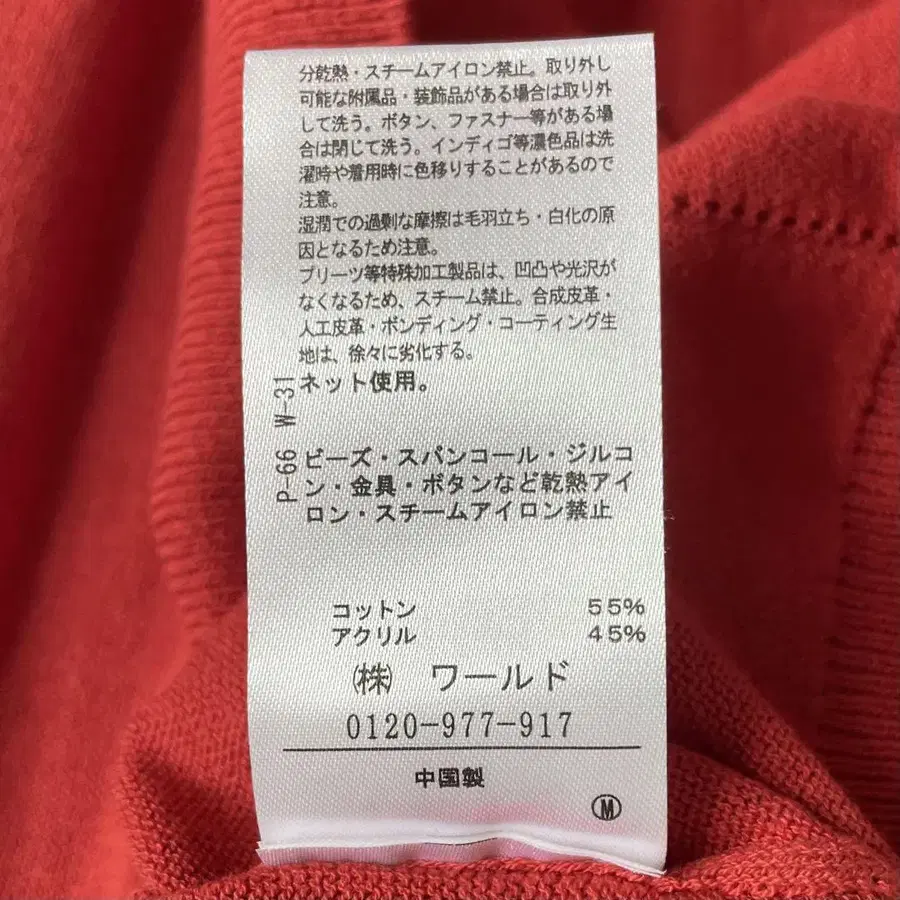 分乾熱・スチームアイロン禁止。取り外し
可能な附属品・装飾品がある場合は取り外
して洗う。ボタン、ファスナー等がある場
合は閉じて洗う。インディゴ等濃色品は洗
濯時や着用時に色移りすることがあるので
注意。
湿潤での過剰な摩擦は毛羽立ち・白化の原
因となるため注意。
プリーツ等特殊加工製品は、凹凸や光沢が
なくなるため、スチーム禁止。合成皮革・
人工皮革・ボンディング・コーティング生
地は、徐々に劣化する。
ネット使用。
P-66 W-31
ビーズ・スパンコール・ジルコ
ン・金具・ボタンなど乾熱アイ
ロン・スチームアイロン禁止
コットン 55%
アクリル 45%
㈱ ワールド
0120-977-917
中国製
Ⓜ